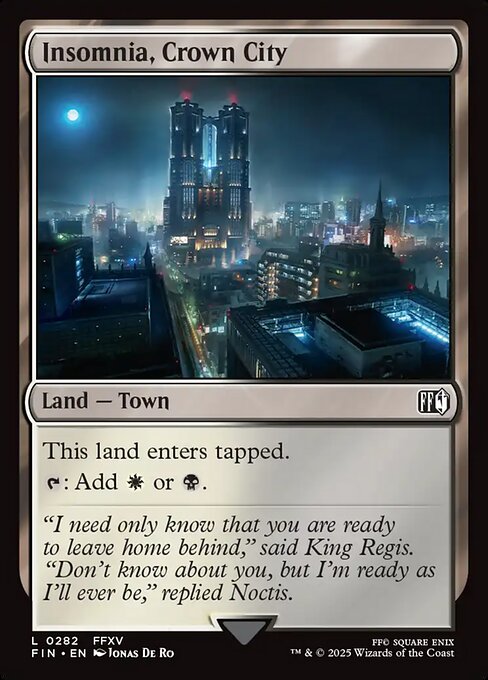 Insomnia, Crown City
Land — Town
FF
This land enters tapped.
: Add or .
“I need only know that you are ready
to leave home behind,” said King Regis.
“Don’t know about you, but I’m ready as
I’ll ever be,” replied Noctis.
L 0282 FFXV
FIN • EN Jonas De Ro
FF© SQUARE ENIX
™ & © 2025 Wizards of the Coast